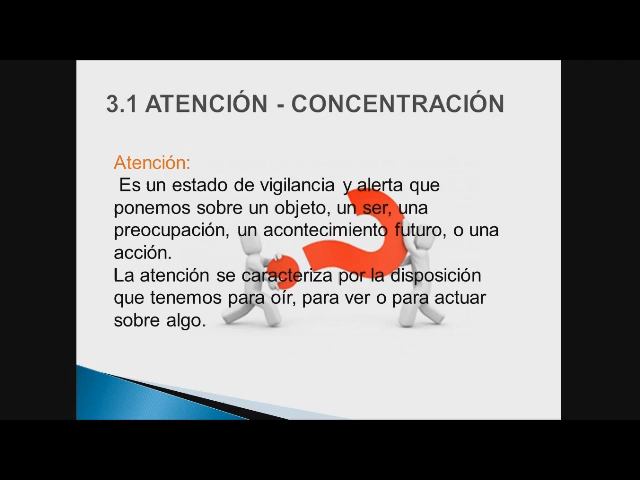 3.1 ATENCIÓN - CONCENTRACIÓN
Atención:
Es un estado de vigilancia y alerta que
ponemos sobre un objeto, un ser, una
preocupación, un acontecimiento futuro, o una
acción.
La atención se caracteriza por la disposición
que tenemos para oír, para ver o para actuar
sobre algo.